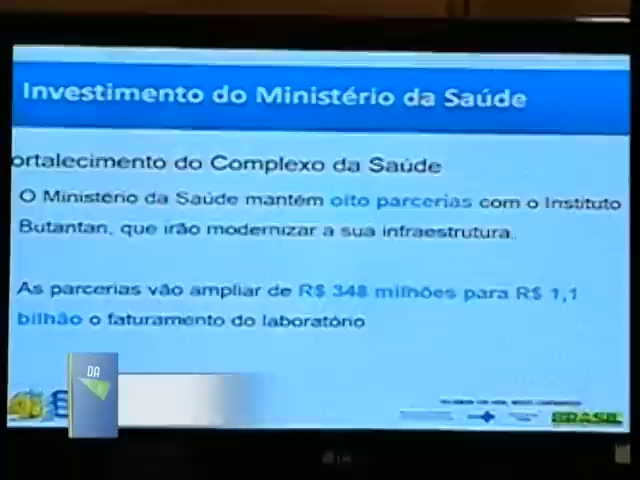 Investimento do Ministério da Saúde
ortalecimento do Complexo da Saúde
O Ministério da Saúde mantém oito parcerias com o Instituto
Butantan, que irão modernizar a sua infraestrutura.
As parcerias vão ampliar de R$ 348 milhões para R$ 1,1
bilhão o faturamento do laboratório
DA
BRASIL
LG